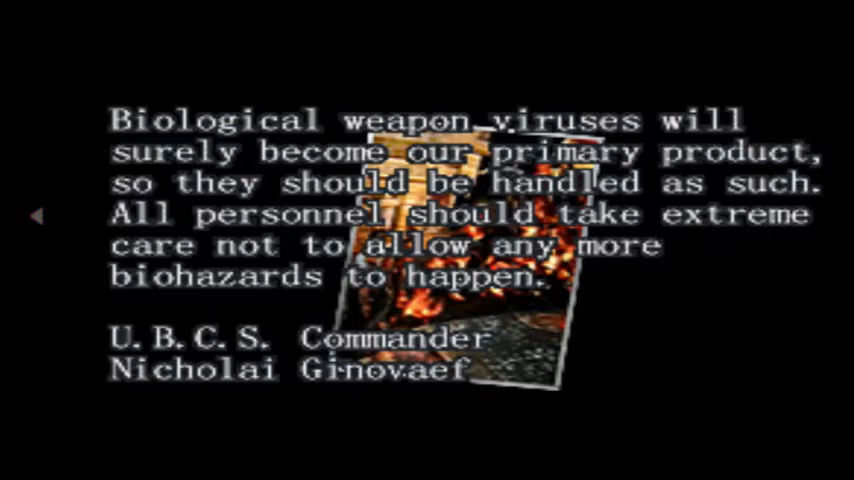 Biological weapon viruses will
surely become our primary product,
so they should be handled as such.
All personnel should take extreme
care not to allow any more
biohazards to happen.
U.B.C.S. Commander
Nicholai Ginovaef